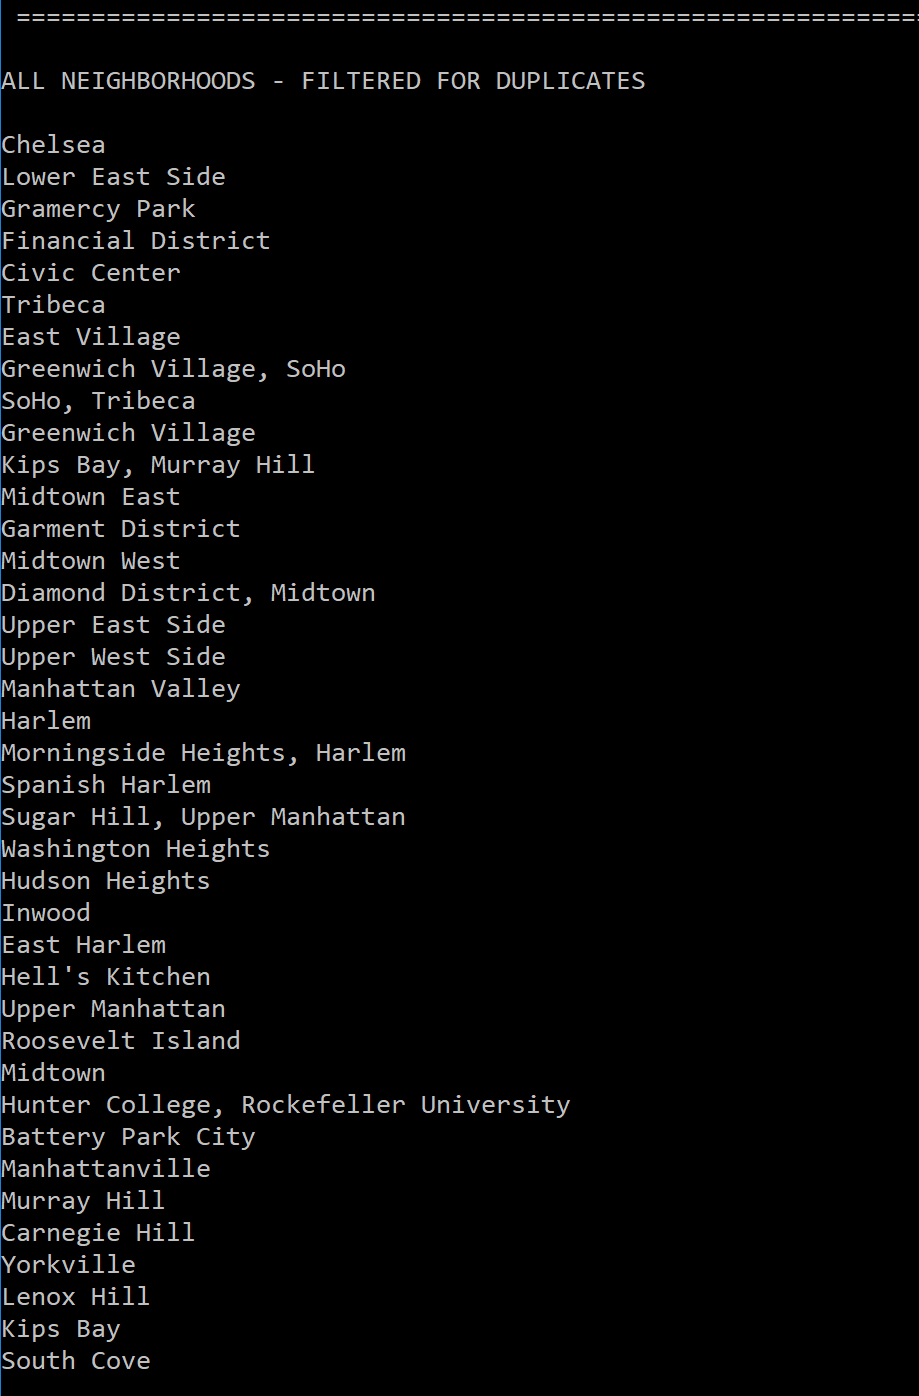 ================================================================
ALL NEIGHBORHOODS - FILTERED FOR DUPLICATES
Chelsea
Lower East Side
Gramercy Park
Financial District
Civic Center
Tribeca
East Village
Greenwich Village, SoHo
SoHo, Tribeca
Greenwich Village
Kips Bay, Murray Hill
Midtown East
Garment District
Midtown West
Diamond District, Midtown
Upper East Side
Upper West Side
Manhattan Valley
Harlem
Morningside Heights, Harlem
Spanish Harlem
Sugar Hill, Upper Manhattan
Washington Heights
Hudson Heights
Inwood
East Harlem
Hell's Kitchen
Upper Manhattan
Roosevelt Island
Midtown
Hunter College, Rockefeller University
Battery Park City
Manhattanville
Murray Hill
Carnegie Hill
Yorkville
Lenox Hill
Kips Bay
South Cove